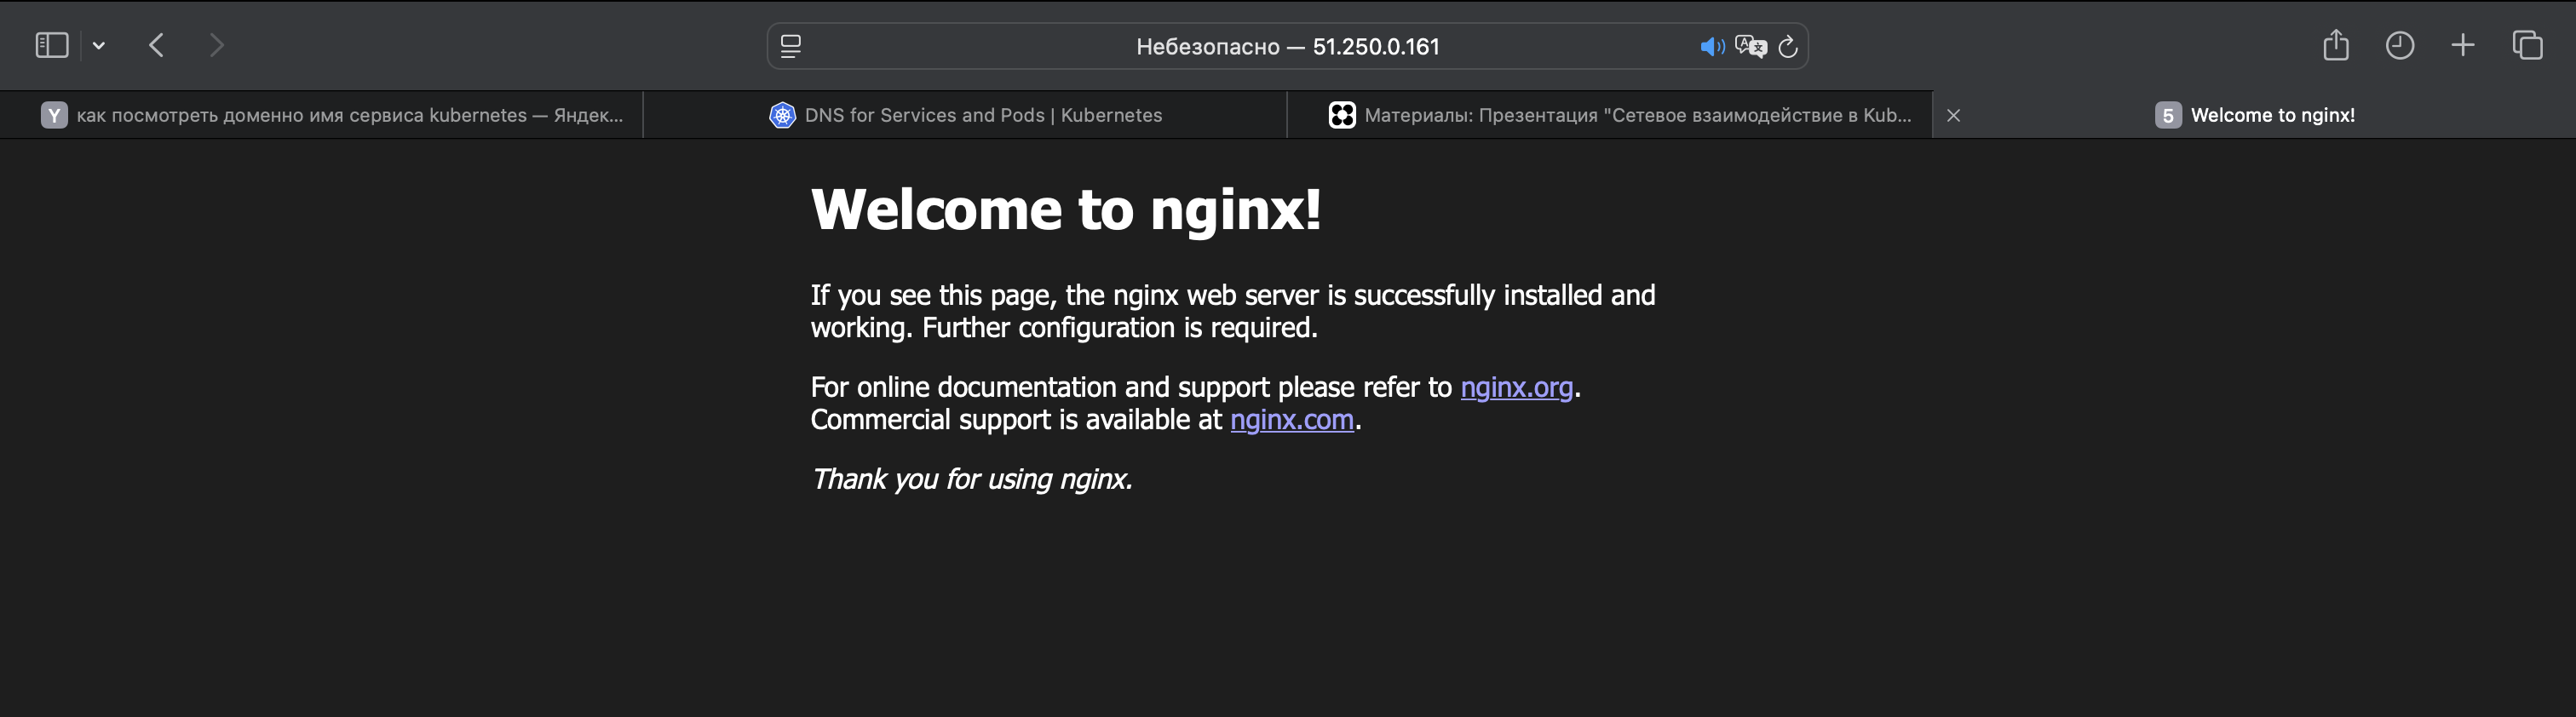 Небезопасно — 51.250.0.161
Y как посмотреть доменно имя сервиса kubernetes — Яндек...
DNS for Services and Pods | Kubernetes
Материалы: Презентация "Сетевое взаимодействие в Kub...
5 Welcome to nginx!
Welcome to nginx!
If you see this page, the nginx web server is successfully installed and
working. Further configuration is required.
For online documentation and support please refer to nginx.org.
Commercial support is available at nginx.com.
Thank you for using nginx.